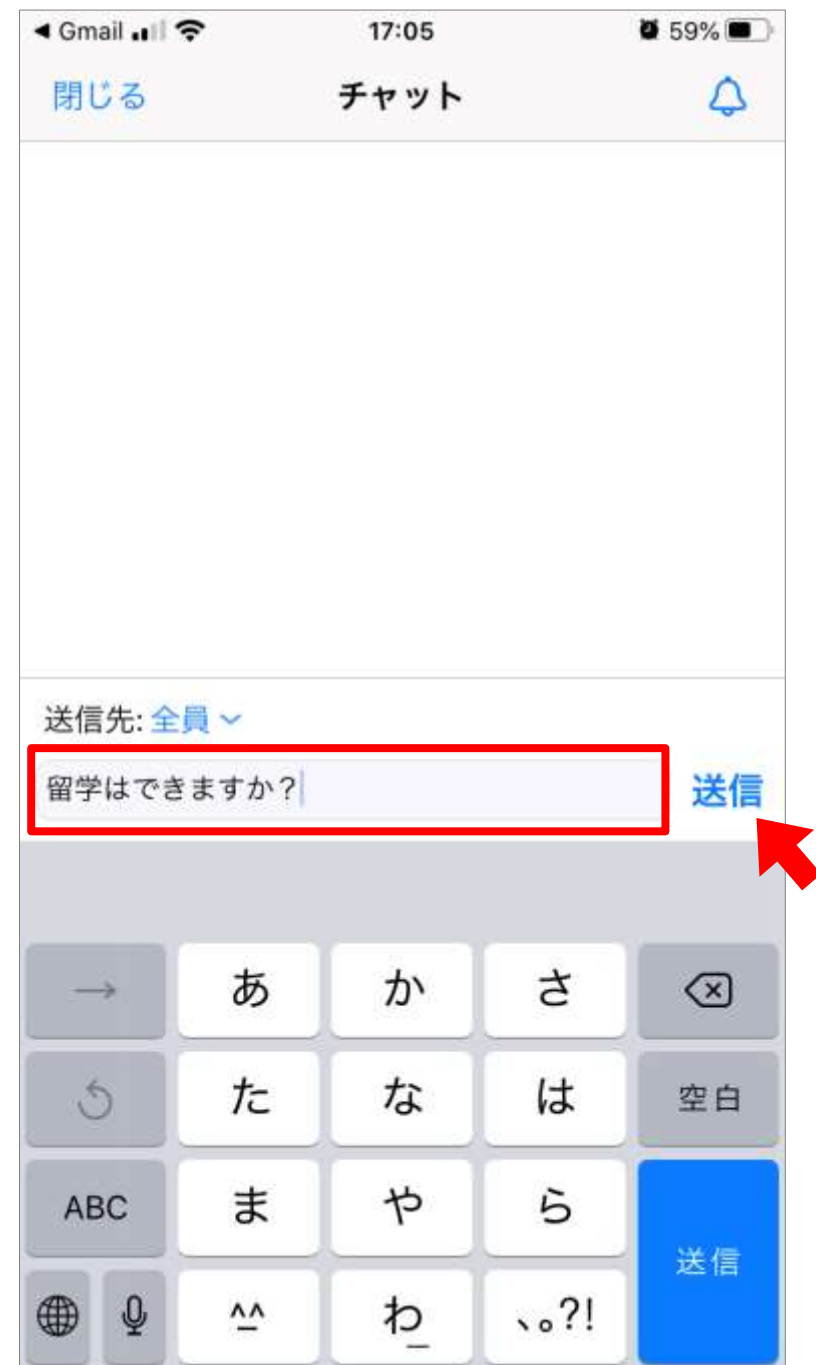 ◀ Gmail 17:05 59%
閉じる チャット
送信先: 全員
留学はできますか? 送信
→ あ か さ
た な は 空白
ABC ま や ら
送信
^^ わ_ 、。?!